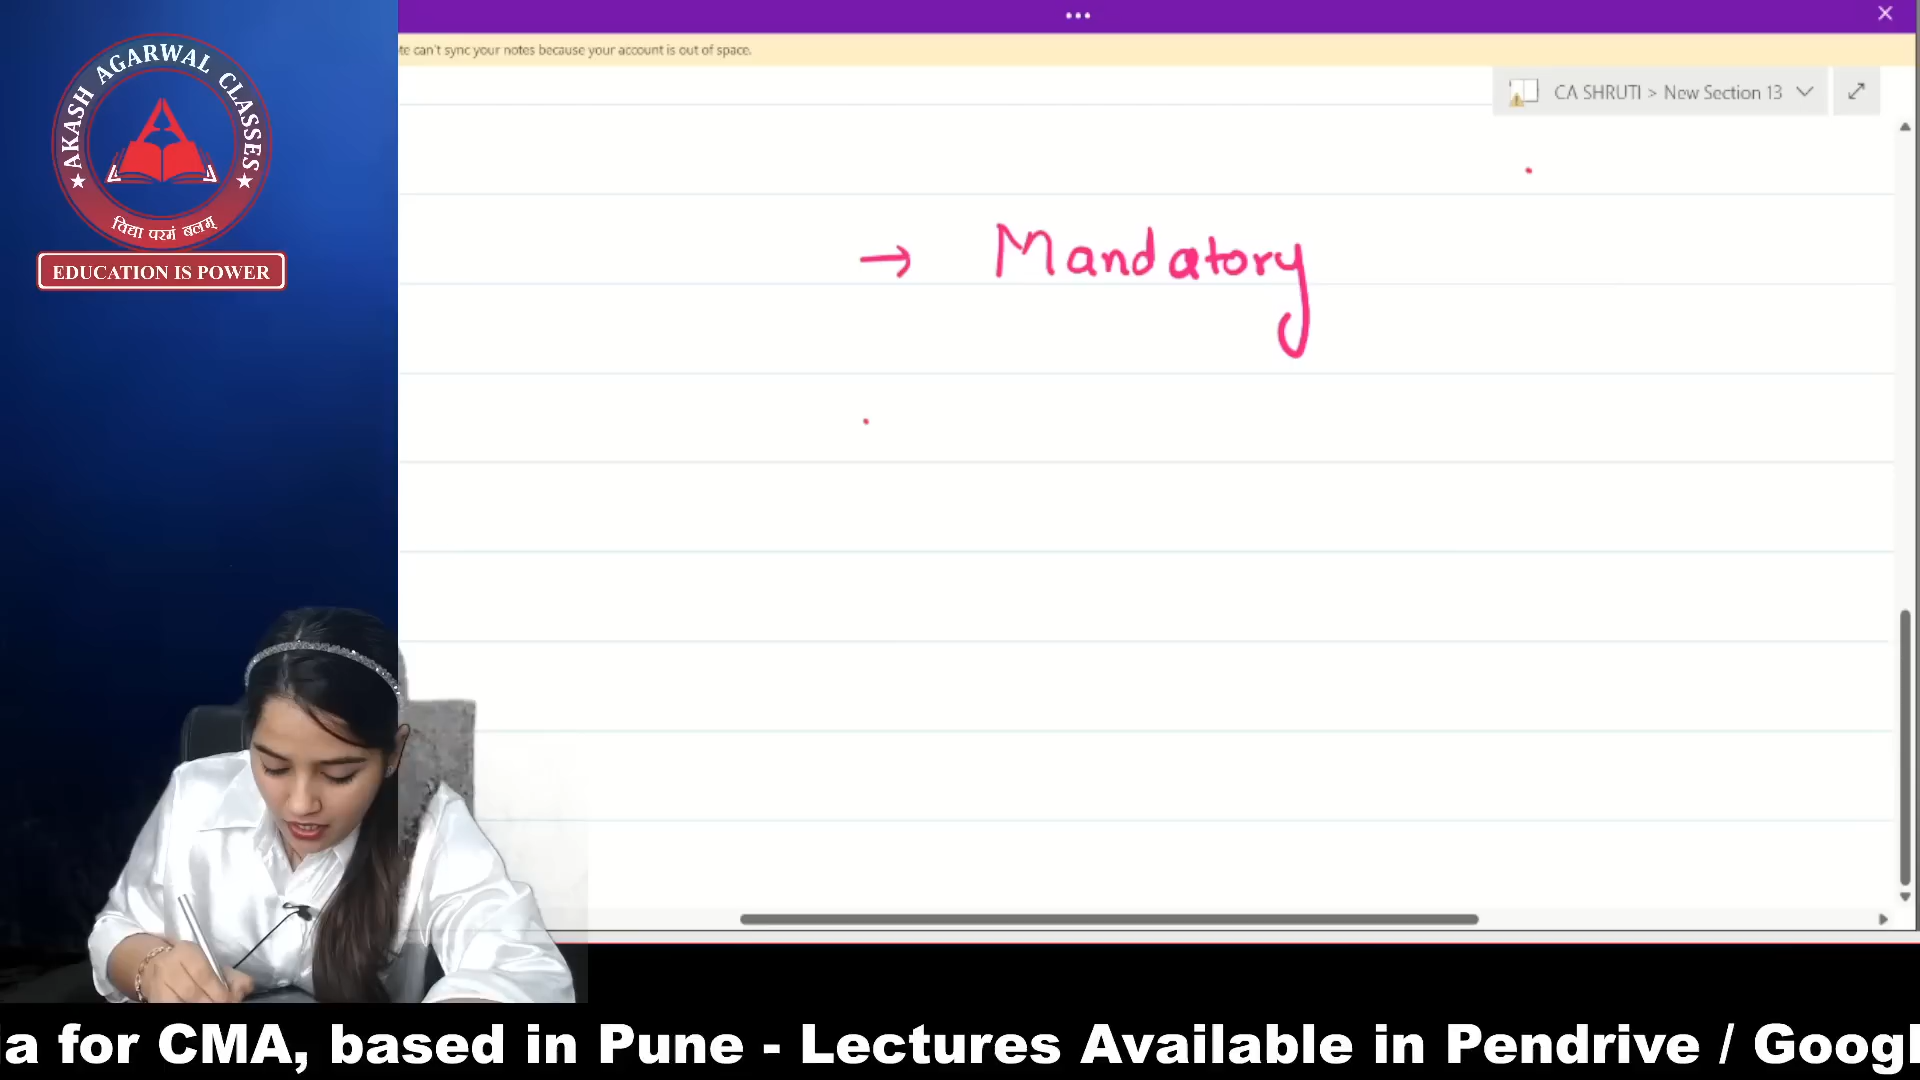 te can't sync your notes because your account is out of space.
AKASH AGARWAL CLASSES
विद्या परमं बलम्
EDUCATION IS POWER
CA SHRUTI > New Section 13
→ Mandatory
ia for CMA, based in Pune - Lectures Available in Pendrive / Googl